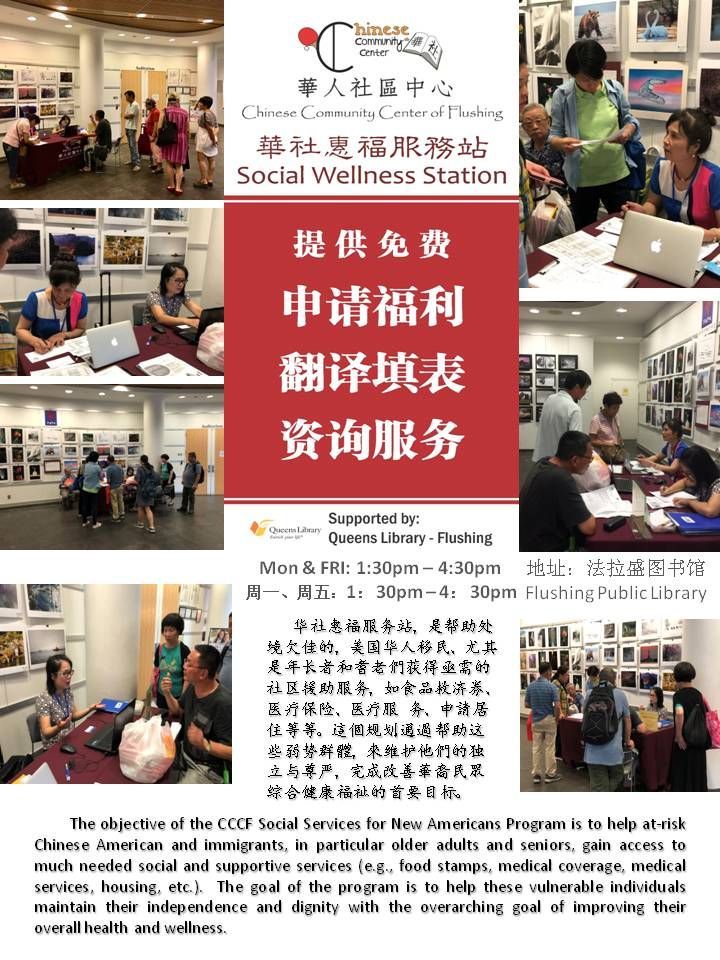 Chinese
Community
Center
華社
華人社區中心
Chinese Community Center of Flushing
華社惠福服務站
Social Wellness Station
提供免费
申请福利
翻译填表
资询服务
Queens Library
Enrich your life
Supported by:
Queens Library - Flushing
Mon & FRI: 1:30pm – 4:30pm
地址：法拉盛图书馆
周一、周五：1：30pm – 4：30pm
Flushing Public Library
华社惠福服务站，是帮助处
境欠佳的，美国华人移民、尤其
是年长者和耆老們获得亟需的
社区援助服务，如食品救济券、
医疗保险、医疗服 务、申請居
住等等。这個规划通過帮助这
些弱势群體，来维护他們的独
立与尊严，完成改善華裔民眾
综合健康福祉的首要目标。
The objective of the CCCF Social Services for New Americans Program is to help at-risk
Chinese American and immigrants, in particular older adults and seniors, gain access to
much needed social and supportive services (e.g., food stamps, medical coverage, medical
services, housing, etc.). The goal of the program is to help these vulnerable individuals
maintain their independence and dignity with the overarching goal of improving their
overall health and wellness.